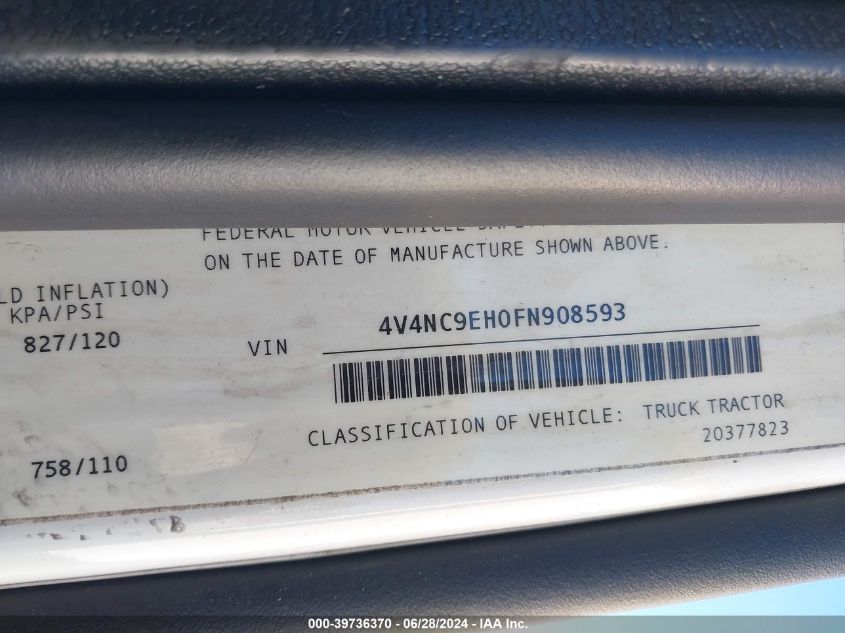 FEDERAL MOTOR VEHICLE
ON THE DATE OF MANUFACTURE SHOWN ABOVE.
LD INFLATION)
KPA/PSI
827/120
VIN 4V4NC9EH0FN908593
CLASSIFICATION OF VEHICLE: TRUCK TRACTOR
20377823
758/110
000-39736370 - 06/28/2024 - IAA Inc.